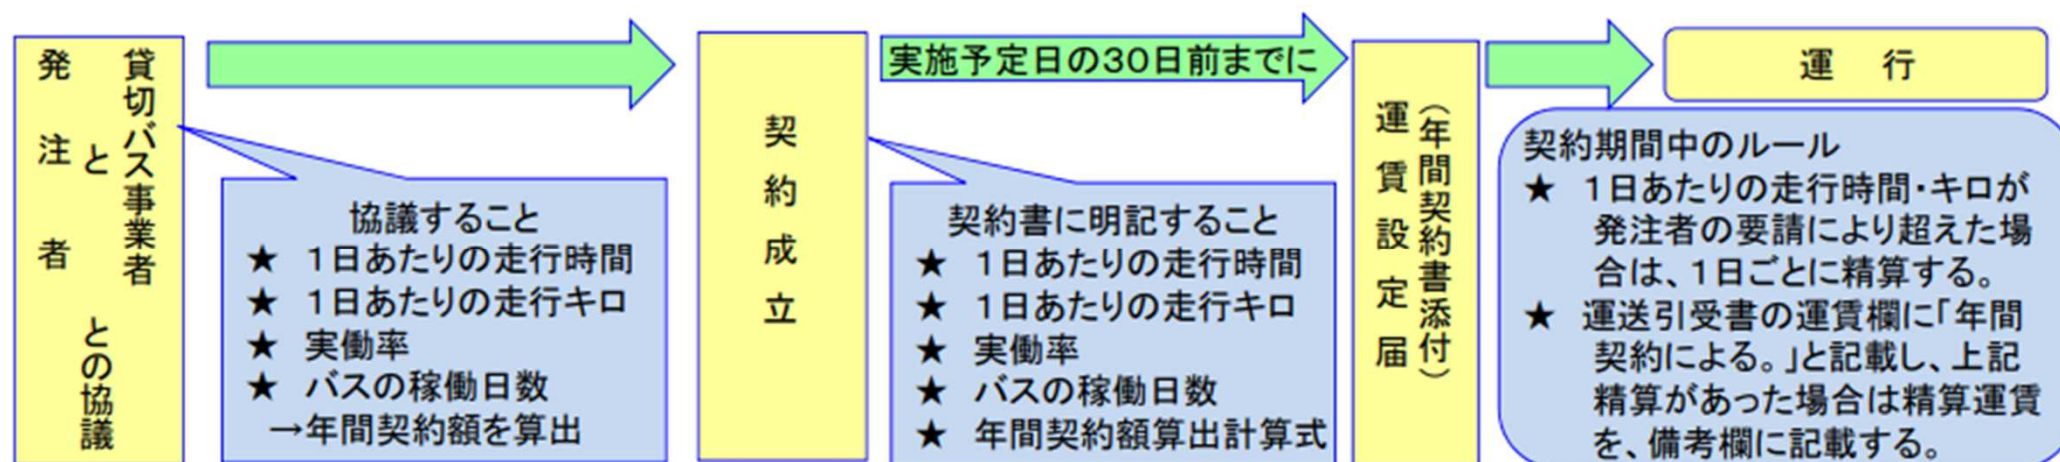 貸切バス事業者
と
発注者
との協議
協議すること
★ 1日あたりの走行時間
★ 1日あたりの走行キロ
★ 実働率
★ バスの稼働日数
→年間契約額を算出
契約成立
契約書に明記すること
★ 1日あたりの走行時間
★ 1日あたりの走行キロ
★ 実働率
★ バスの稼働日数
★ 年間契約額算出計算式
実施予定日の30日前までに
(年間契約書添付)
運賃設定届
運 行
契約期間中のルール
★ 1日あたりの走行時間・キロが
発注者の要請により超えた場
合は、1日ごとに精算する。
★ 運送引受書の運賃欄に「年間
契約による。」と記載し、上記
精算があった場合は精算運賃
を、備考欄に記載する。